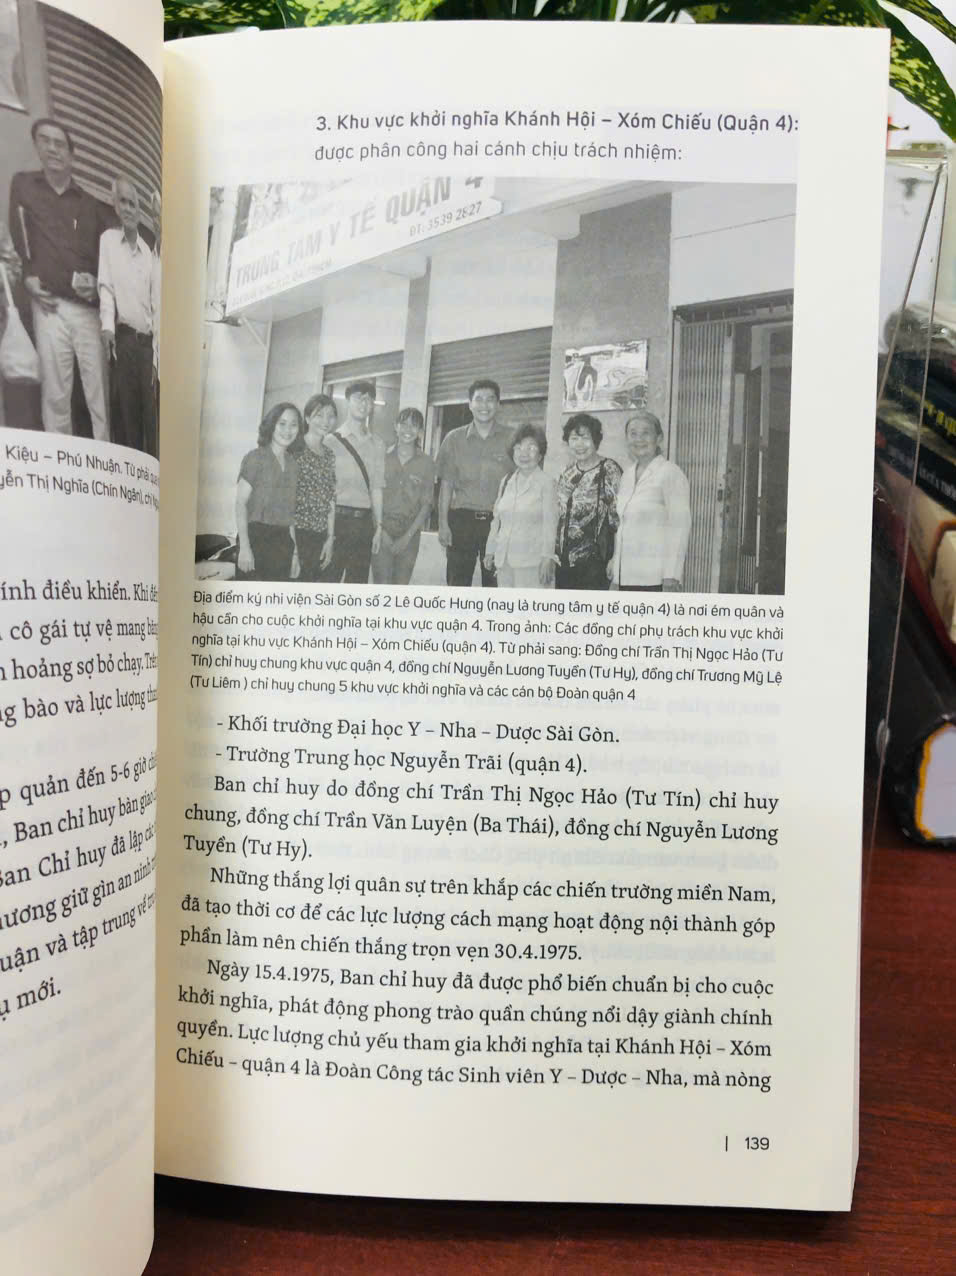 Kiệu – Phú Nhuận. Từ phải
Thị Nghĩa (Chín Ngân),
điều khiển. Khi
cô gái tự vệ mang
hoảng sợ bỏ chạy.
bào và lực lượng
quản đến 5-6 giờ
Ban chỉ huy bàn giao
Ban Chỉ huy đã lập các
giữ gìn an ninh
và tập trung về
mới.
3. Khu vực khởi nghĩa Khánh Hội – Xóm Chiếu (Quận 4):
được phân công hai cánh chịu trách nhiệm:
TRUNG TÂM Y TẾ QUẬN 4
ĐT: 3539 2827
Địa điểm ký nhi viện Sài Gòn số 2 Lê Quốc Hưng (nay là trung tâm y tế quận 4) là nơi ém quân và
hậu cần cho cuộc khởi nghĩa tại khu vực quận 4. Trong ảnh: Các đồng chí phụ trách khu vực khởi
nghĩa tại khu vực Khánh Hội – Xóm Chiếu (quận 4). Từ phải sang: Đồng chí Trần Thị Ngọc Hảo (Tư
Tín) chỉ huy chung khu vực quận 4, đồng chí Nguyễn Lương Tuyền (Tư Hy), đồng chí Trương Mỹ Lệ
(Tư Liêm ) chỉ huy chung 5 khu vực khởi nghĩa và các cán bộ Đoàn quận 4
- Khối trường Đại học Y – Nha – Dược Sài Gòn.
- Trường Trung học Nguyễn Trãi (quận 4).
Ban chỉ huy do đồng chí Trần Thị Ngọc Hảo (Tư Tín) chỉ huy
chung, đồng chí Trần Văn Luyện (Ba Thái), đồng chí Nguyễn Lương
Tuyền (Tư Hy).
Những thắng lợi quân sự trên khắp các chiến trường miền Nam,
đã tạo thời cơ để các lực lượng cách mạng hoạt động nội thành góp
phần làm nên chiến thắng trọn vẹn 30.4.1975.
Ngày 15.4.1975, Ban chỉ huy đã được phổ biến chuẩn bị cho cuộc
khởi nghĩa, phát động phong trào quần chúng nổi dậy giành chính
quyền. Lực lượng chủ yếu tham gia khởi nghĩa tại Khánh Hội – Xóm
Chiếu – quận 4 là Đoàn Công tác Sinh viên Y – Dược – Nha, mà nòng
| 139